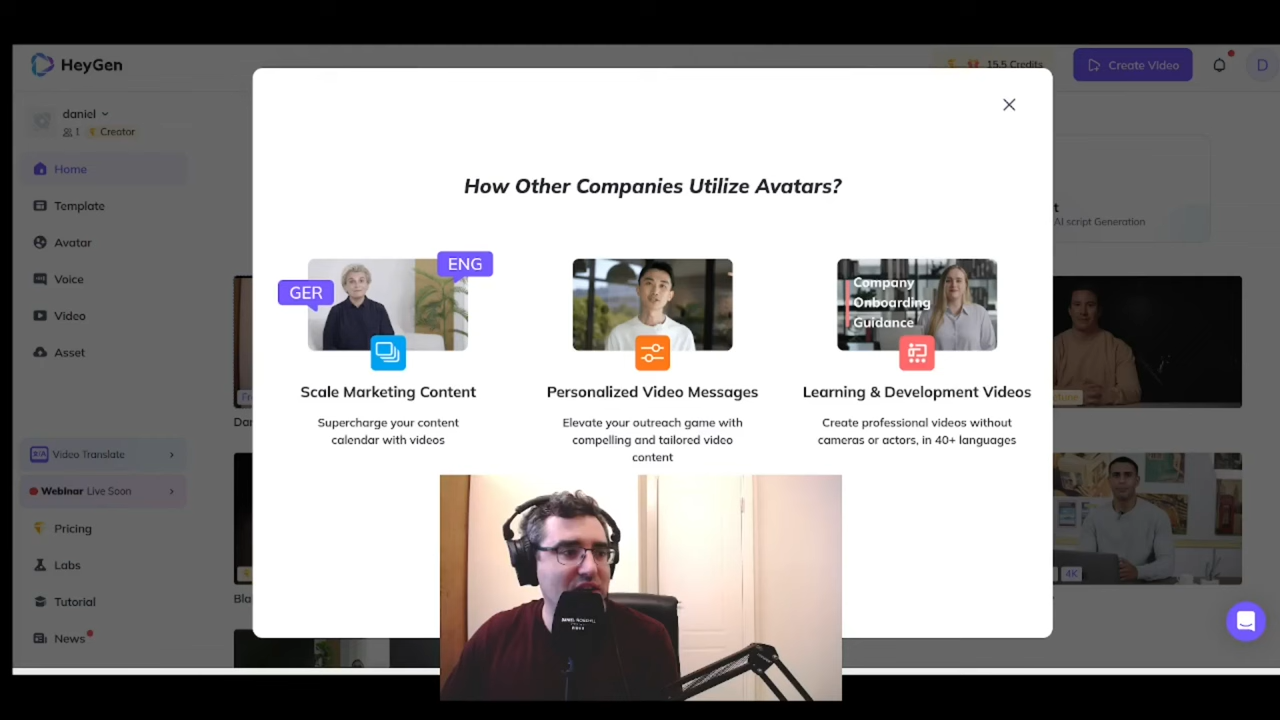 HeyGen
15.5 Credits
Create Video
D
daniel
1 Creator
Home
Template
Avatar
Voice
Video
Asset
Video Translate
Webinar Live Soon
Pricing
Labs
Tutorial
News
How Other Companies Utilize Avatars?
GER
ENG
Company
Onboarding
Guidance
Scale Marketing Content
Personalized Video Messages
Learning & Development Videos
Supercharge your content
calendar with videos
Elevate your outreach game with
compelling and tailored video
content
Create professional videos without
cameras or actors, in 40+ languages
AI script Generation
4K